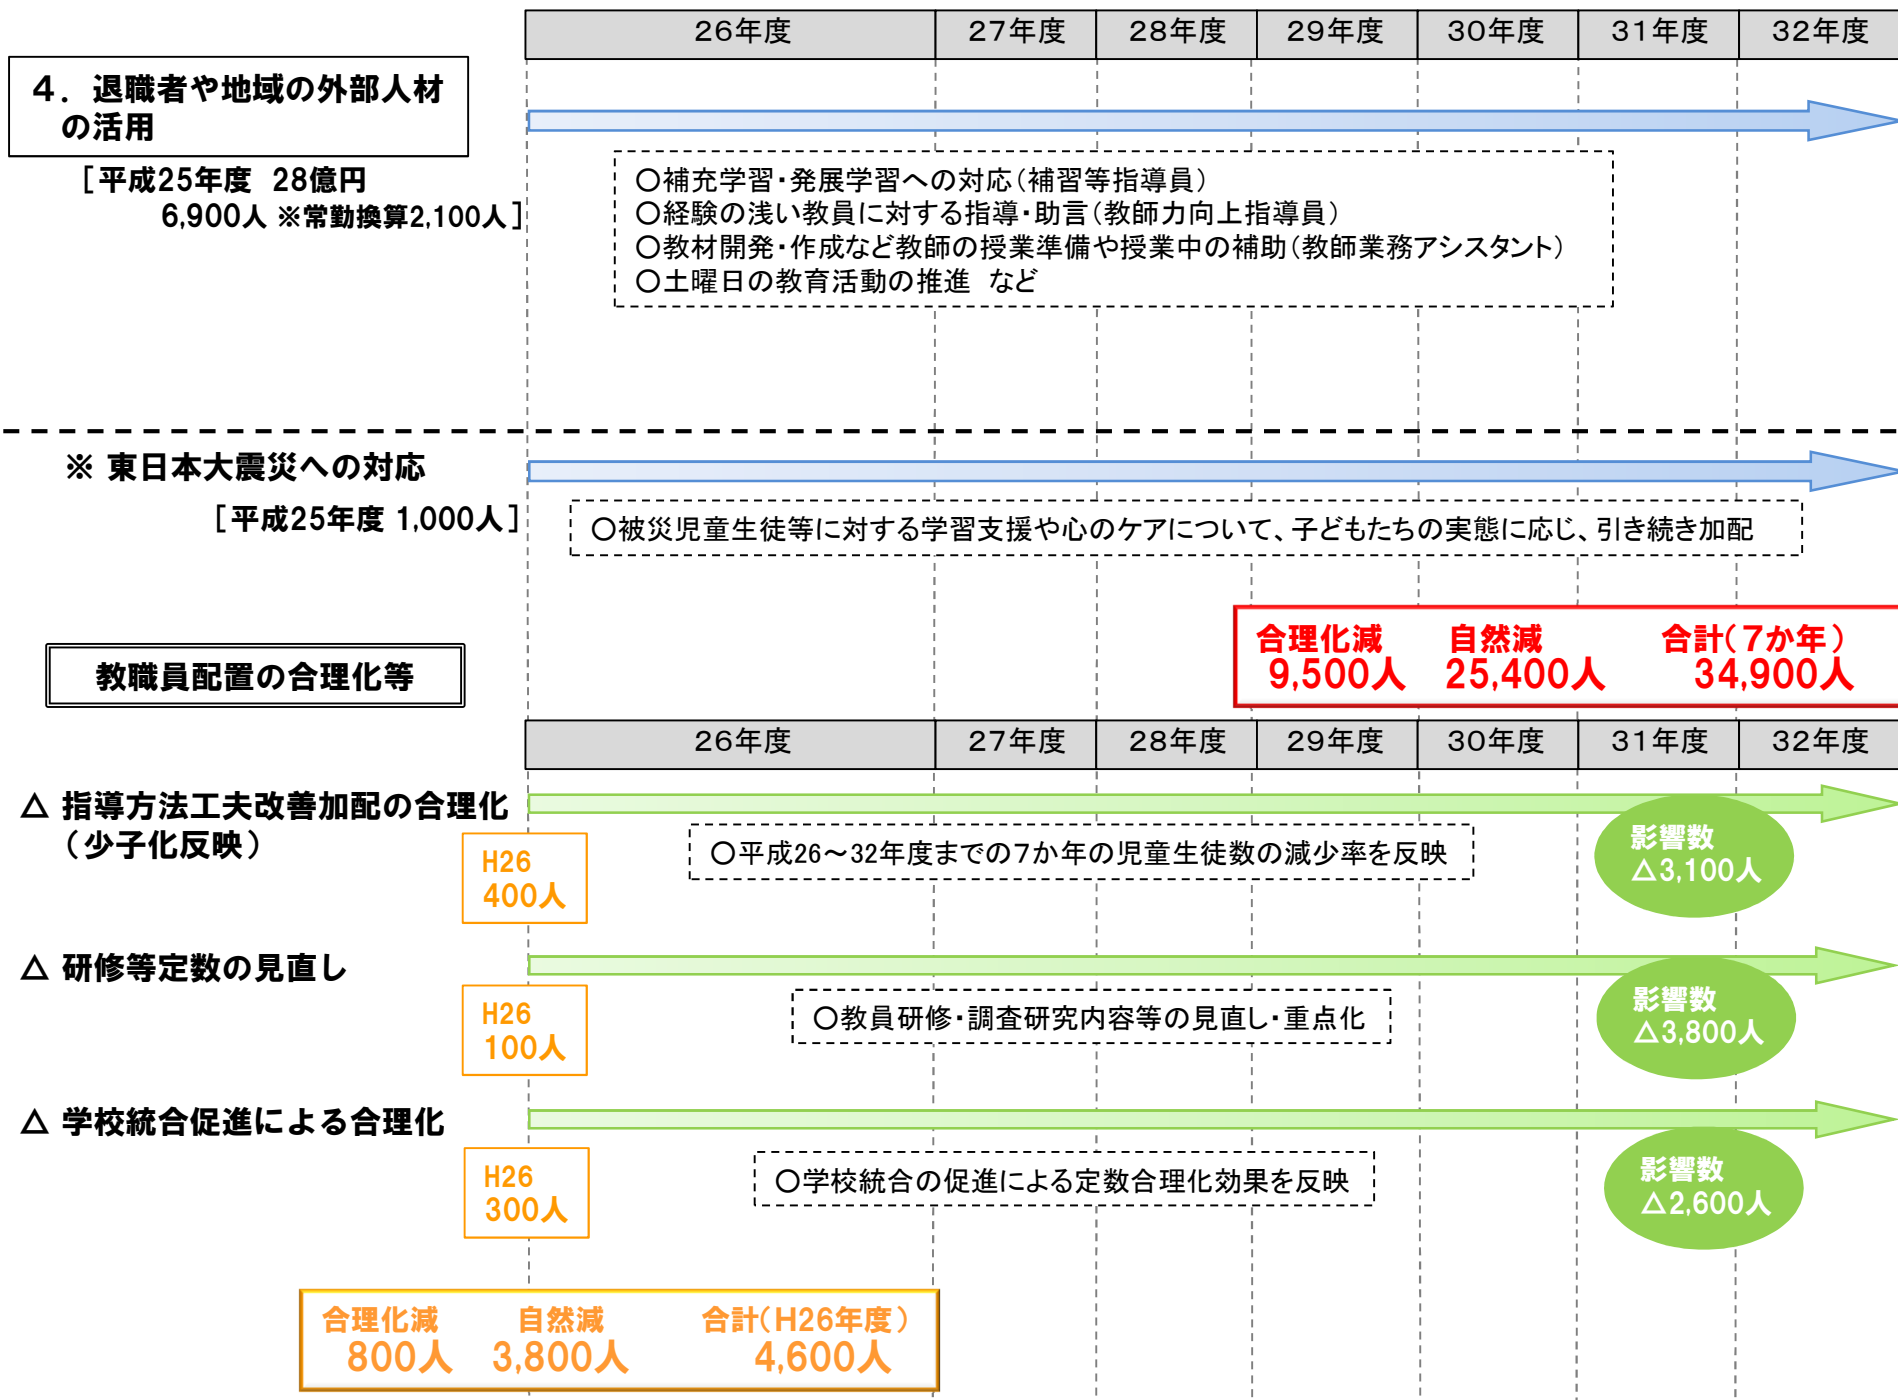 26年度 27年度 28年度 29年度 30年度 31年度 32年度
４．退職者や地域の外部人材
の活用
［平成25年度 28億円
6,900人 ※常勤換算2,100人］
○補充学習・発展学習への対応（補習等指導員）
○経験の浅い教員に対する指導・助言（教師力向上指導員）
○教材開発・作成など教師の授業準備や授業中の補助（教師業務アシスタント）
○土曜日の教育活動の推進 など
※ 東日本大震災への対応
［平成25年度 1,000人］
○被災児童生徒等に対する学習支援や心のケアについて、子どもたちの実態に応じ、引き続き加配
合理化減 自然減 合計（７か年）
9,500人 25,400人 34,900人
教職員配置の合理化等
26年度 27年度 28年度 29年度 30年度 31年度 32年度
△ 指導方法工夫改善加配の合理化
（少子化反映）
H26
400人
○平成26～32年度までの７か年の児童生徒数の減少率を反映
影響数
△3,100人
△ 研修等定数の見直し
H26
100人
○教員研修・調査研究内容等の見直し・重点化
影響数
△3,800人
△ 学校統合促進による合理化
H26
300人
○学校統合の促進による定数合理化効果を反映
影響数
△2,600人
合理化減 自然減 合計（H26年度）
800人 3,800人 4,600人